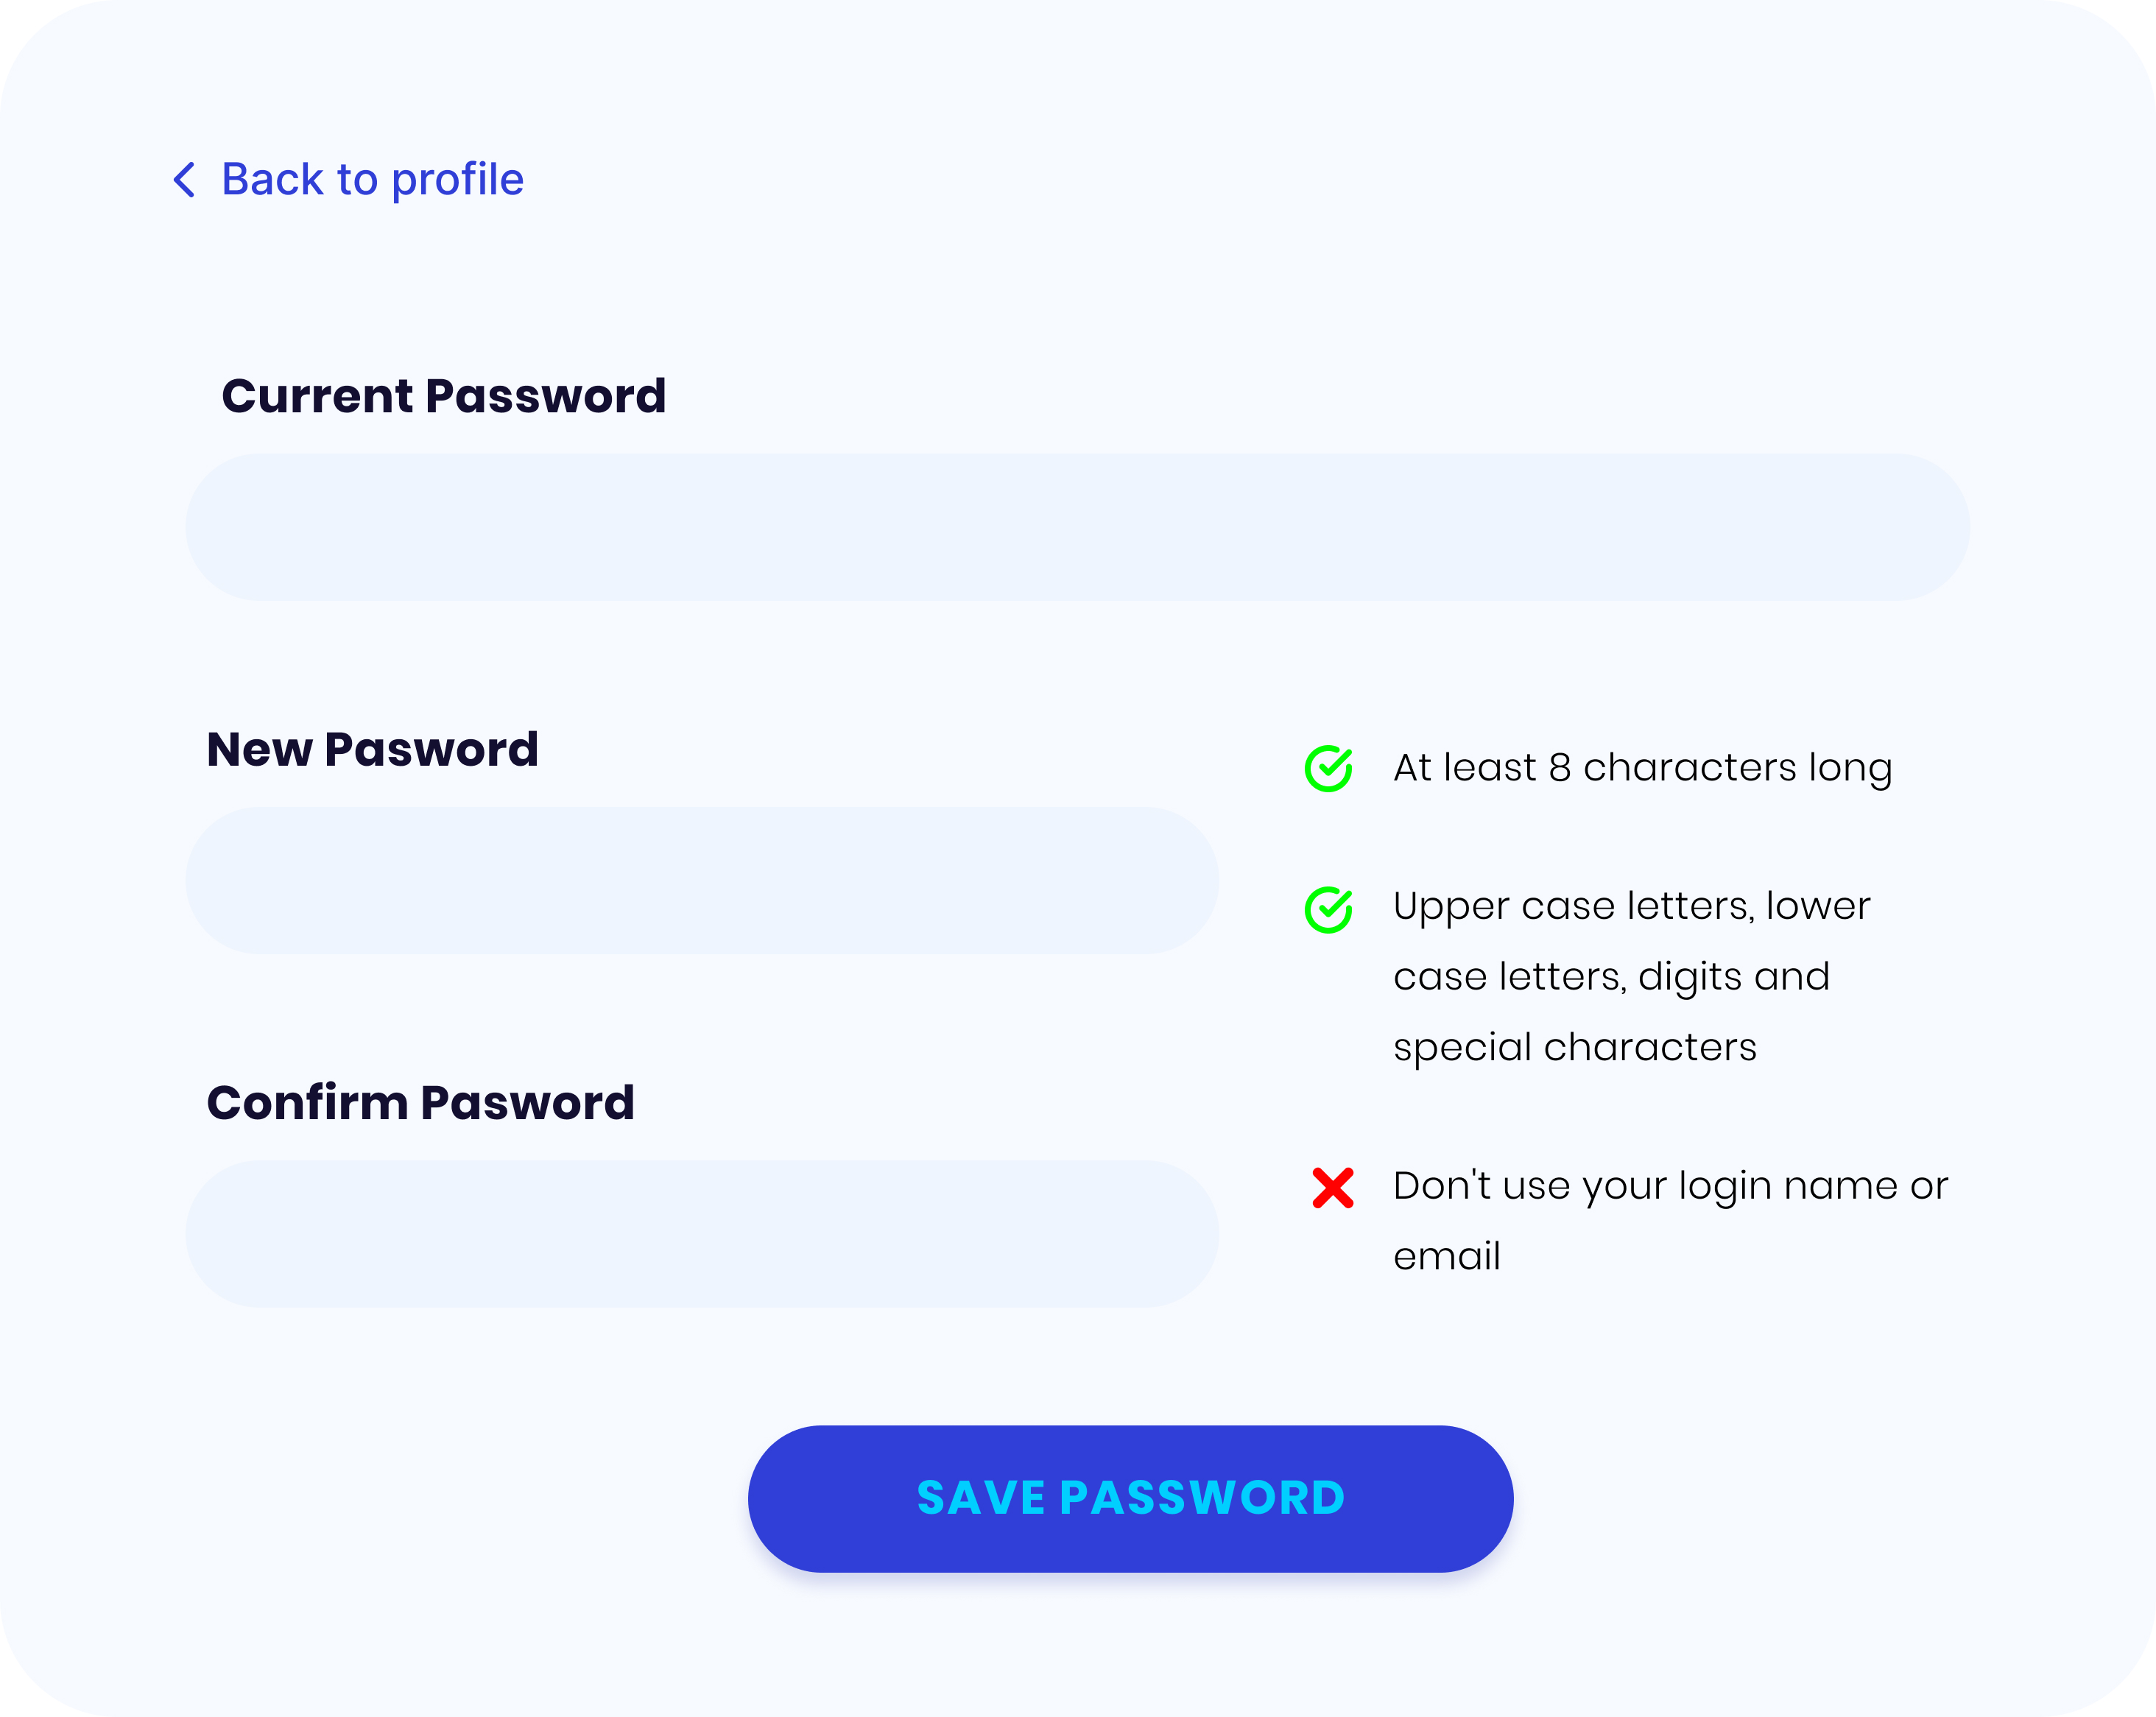 Back to profile
Current Password
New Pasword
At least 8 characters long
Upper case letters, lower
case letters, digits and
special characters
Confirm Pasword
Don't use your login name or
email
SAVE PASSWORD